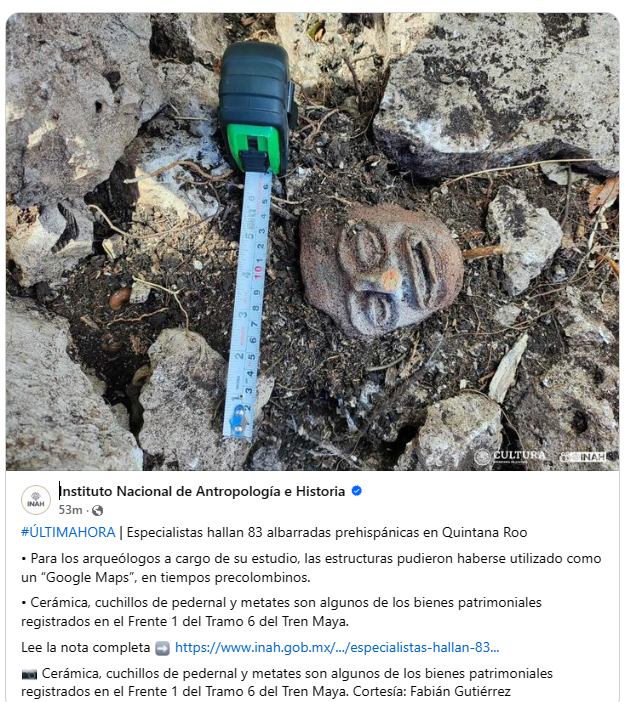 CULTURA
INAH
INAH
Instituto Nacional de Antropología e Historia
53m ·
#ÚLTIMAHORA | Especialistas hallan 83 albarradas prehispánicas en Quintana Roo
• Para los arqueólogos a cargo de su estudio, las estructuras pudieron haberse utilizado como
un “Google Maps”, en tiempos precolombinos.
• Cerámica, cuchillos de pedernal y metates son algunos de los bienes patrimoniales
registrados en el Frente 1 del Tramo 6 del Tren Maya.
Lee la nota completa ➡️ https://www.inah.gob.mx/.../especialistas-hallan-83...
📷 Cerámica, cuchillos de pedernal y metates son algunos de los bienes patrimoniales
registrados en el Frente 1 del Tramo 6 del Tren Maya. Cortesía: Fabián Gutiérrez